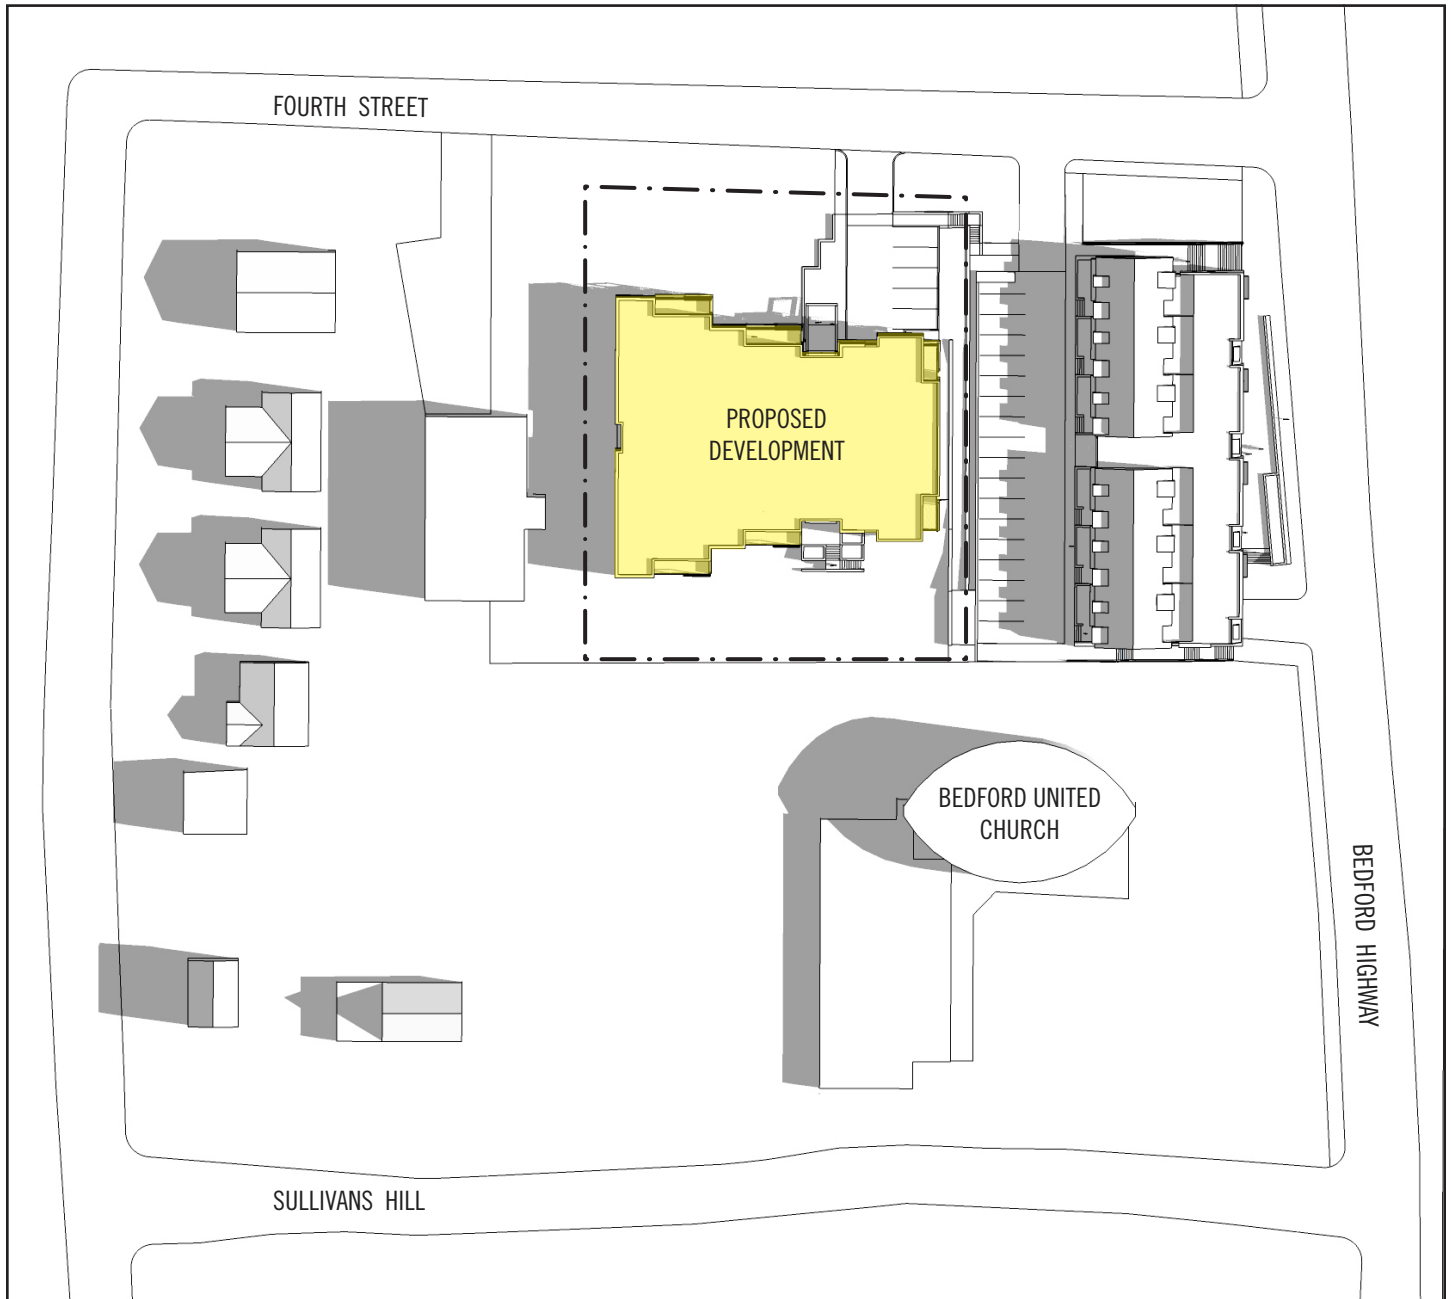 FOURTH STREET
PROPOSED
DEVELOPMENT
BEDFORD UNITED
CHURCH
BEDFORD HIGHWAY
SULLIVANS HILL